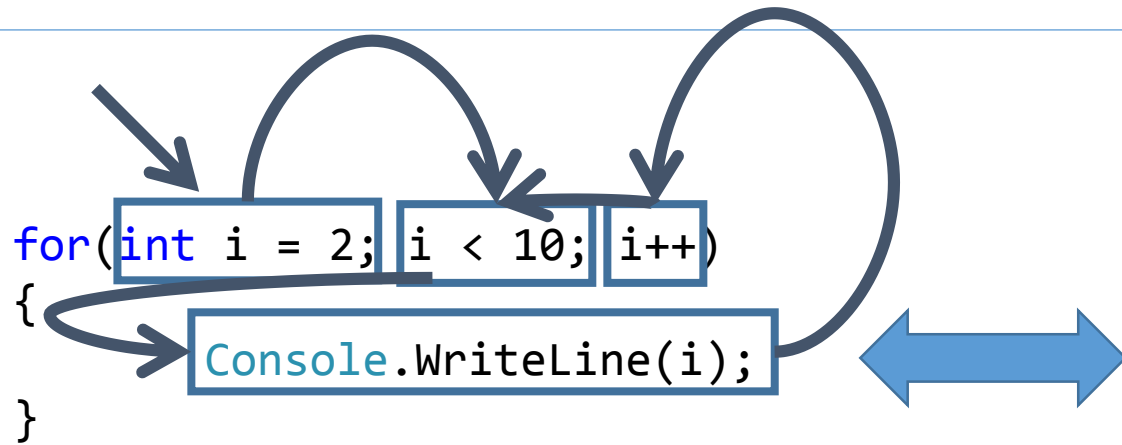 for(int i = 2; i < 10; i++)
{
Console.WriteLine(i);
}